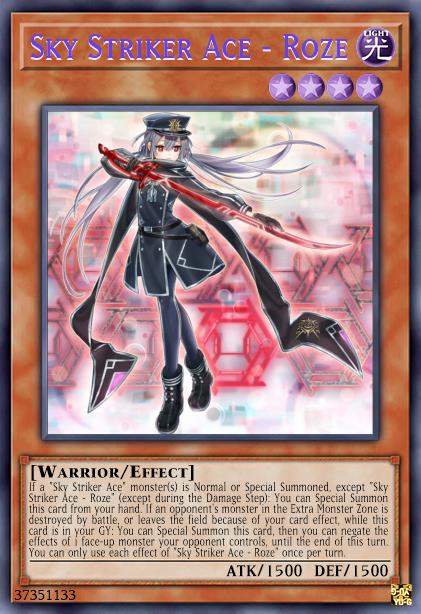 Sky Striker Ace - Roze
LIGHT
光
[Warrior/Effect]
If a "Sky Striker Ace" monster(s) is Normal or Special Summoned, except "Sky
Striker Ace - Roze" (except during the Damage Step): You can Special Summon
this card from your hand. If an opponent's monster in the Extra Monster Zone is
destroyed by battle, or leaves the field because of your card effect, while this
card is in your GY: You can Special Summon this card, then you can negate the
effects of 1 face-up monster your opponent controls, until the end of this turn.
You can only use each effect of "Sky Striker Ace - Roze" once per turn.
ATK/1500 DEF/1500
37351133